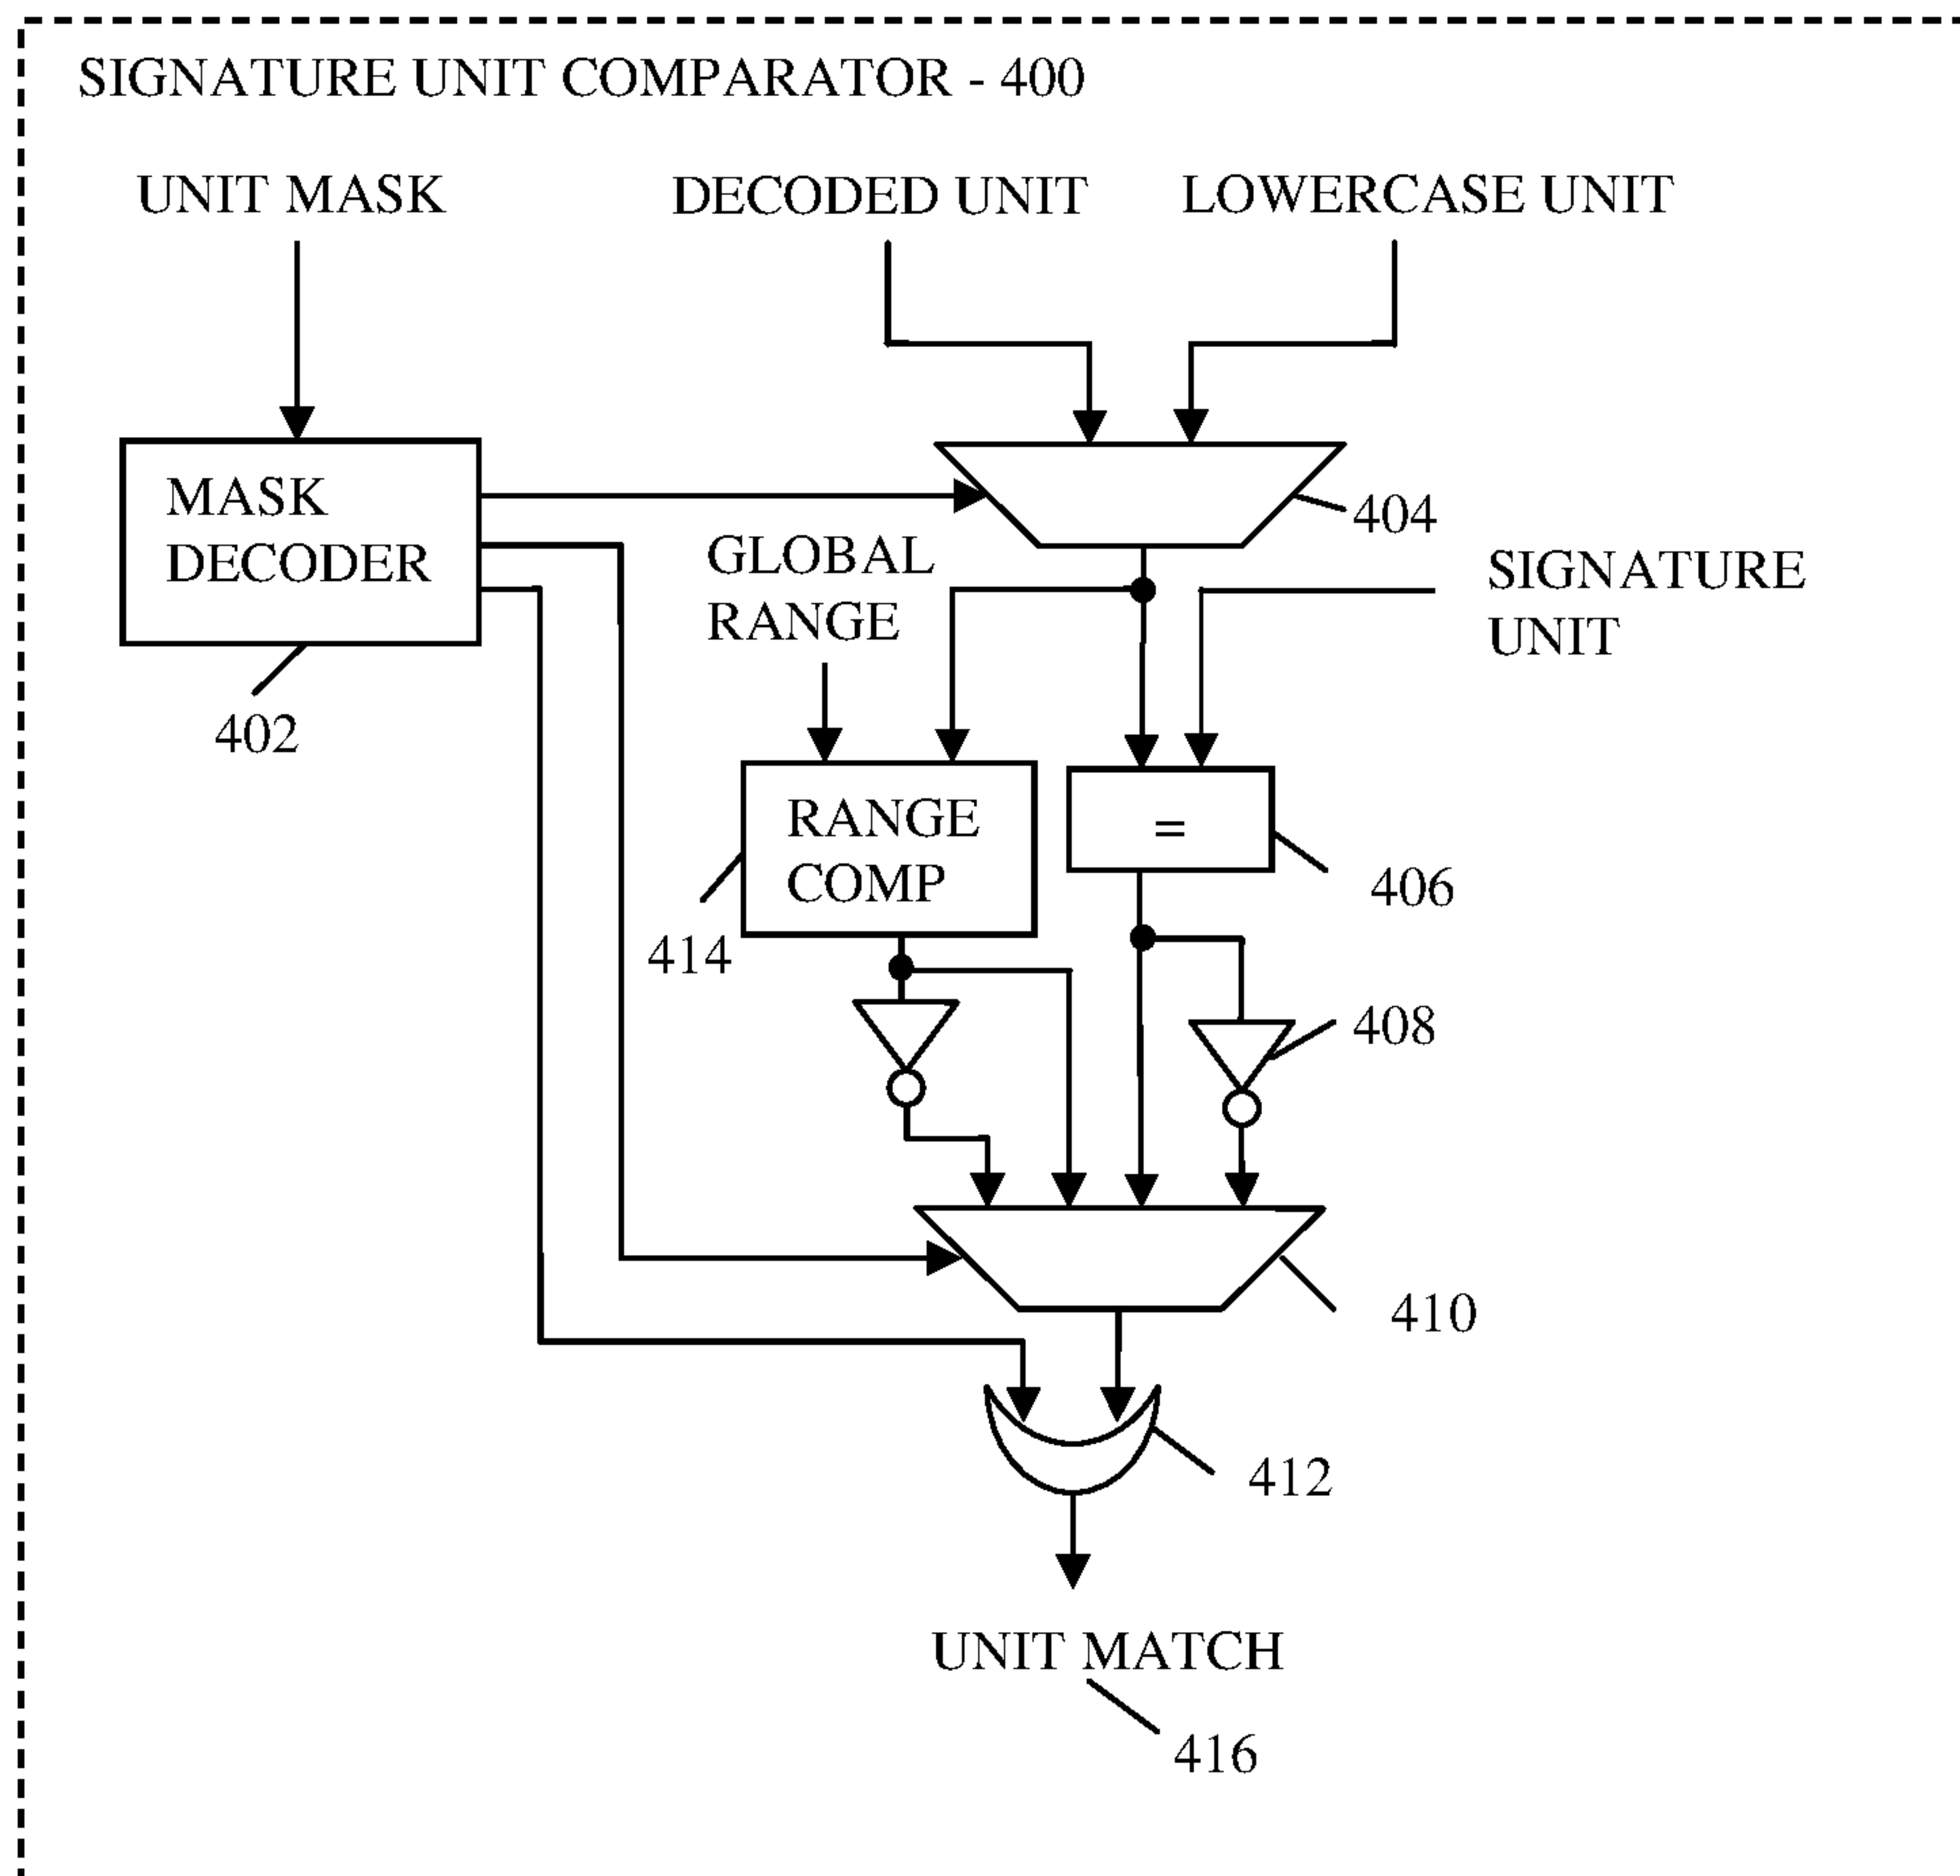 SIGNATURE UNIT COMPARATOR - 400
UNIT MASK
DECODED UNIT
LOWERCASE UNIT
MASK
DECODER
402
404
GLOBAL
RANGE
SIGNATURE
UNIT
RANGE
COMP
414
=
406
408
410
412
UNIT MATCH
416